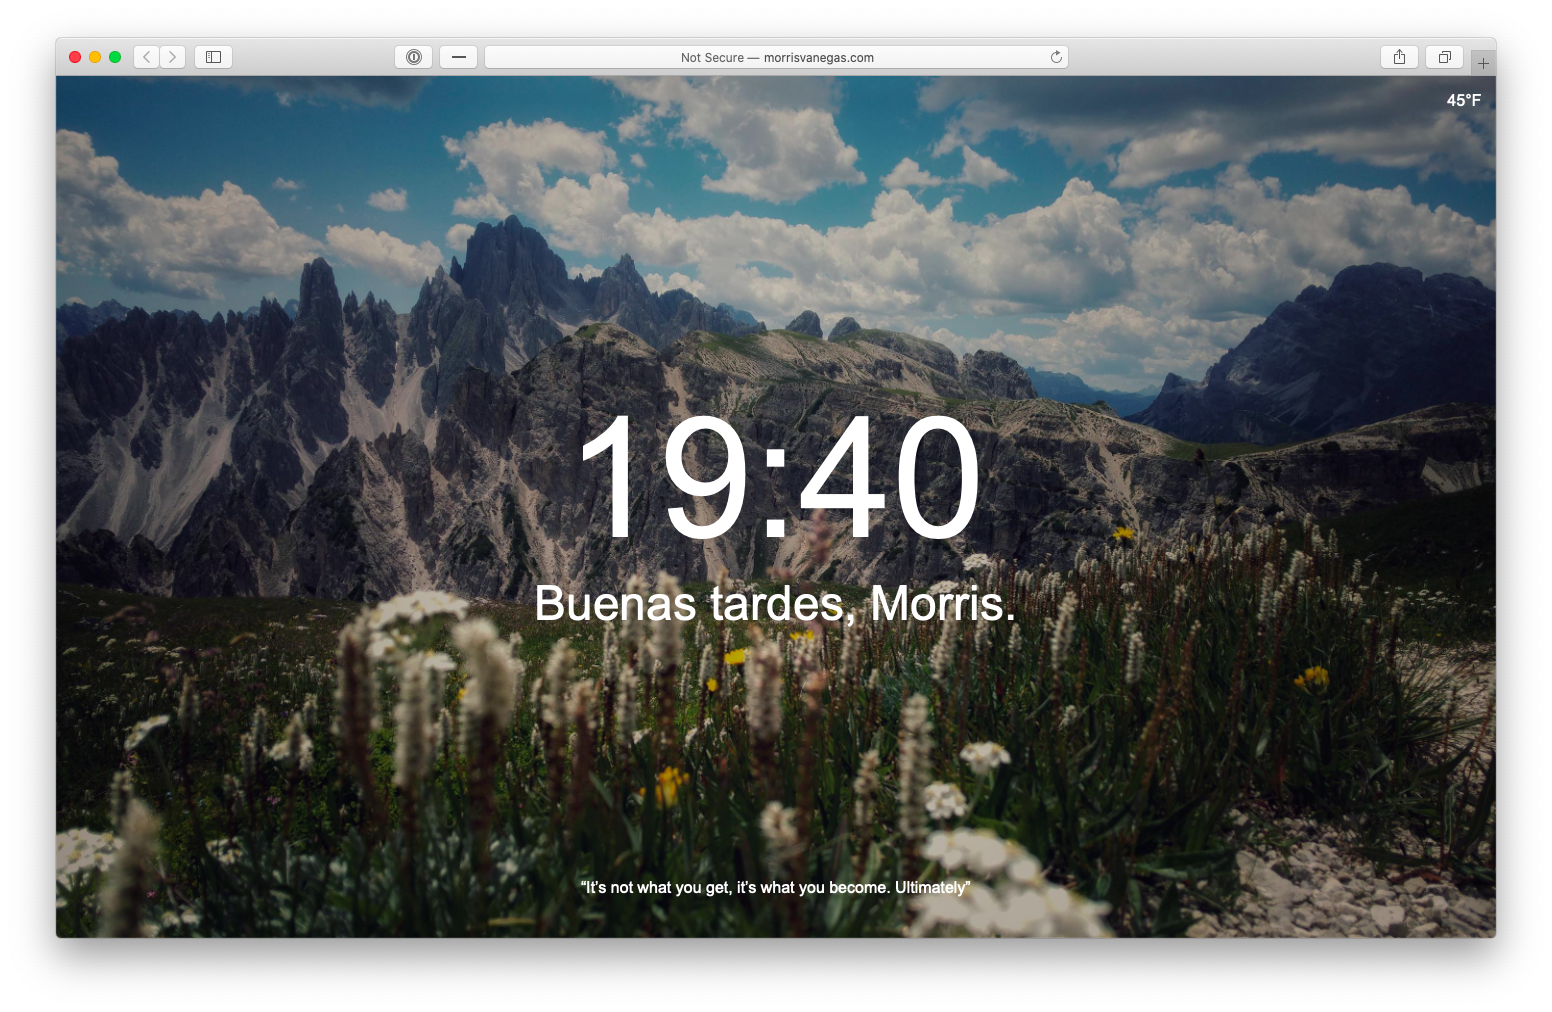 Not Secure — morrisvanegas.com
45°F
19:40
Buenas tardes, Morris.
“It’s not what you get, it’s what you become. Ultimately”